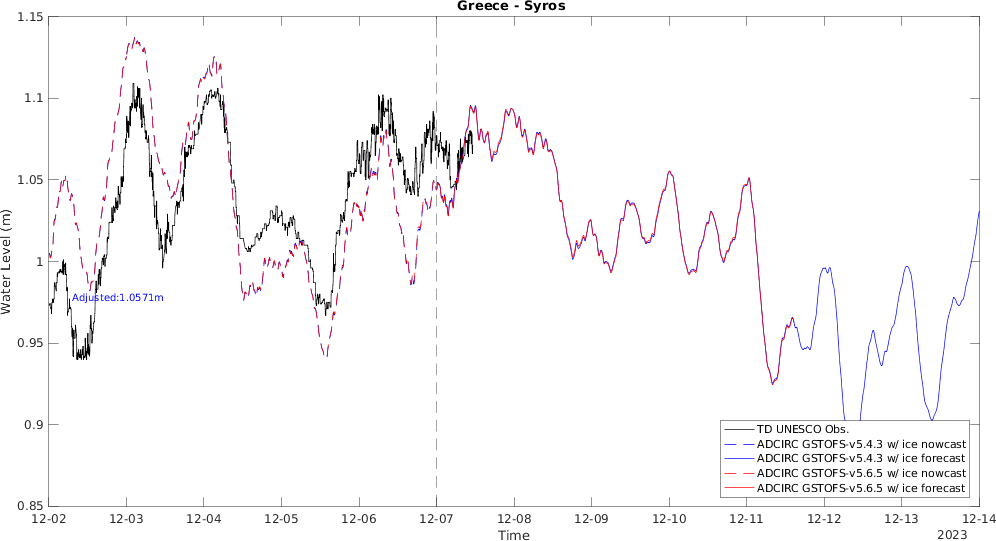 Greece - Syros
Water Level (m)
1.15
1.1
1.05
1
0.95
0.9
0.85
Adjusted:1.0571m
TD UNESCO Obs.
ADCIRC GSTOFS-v5.4.3 w/ ice nowcast
ADCIRC GSTOFS-v5.4.3 w/ ice forecast
ADCIRC GSTOFS-v5.6.5 w/ ice nowcast
ADCIRC GSTOFS-v5.6.5 w/ ice forecast
12-02 12-03 12-04 12-05 12-06 12-07 12-08 12-09 12-10 12-11 12-12 12-13 12-14
Time
2023